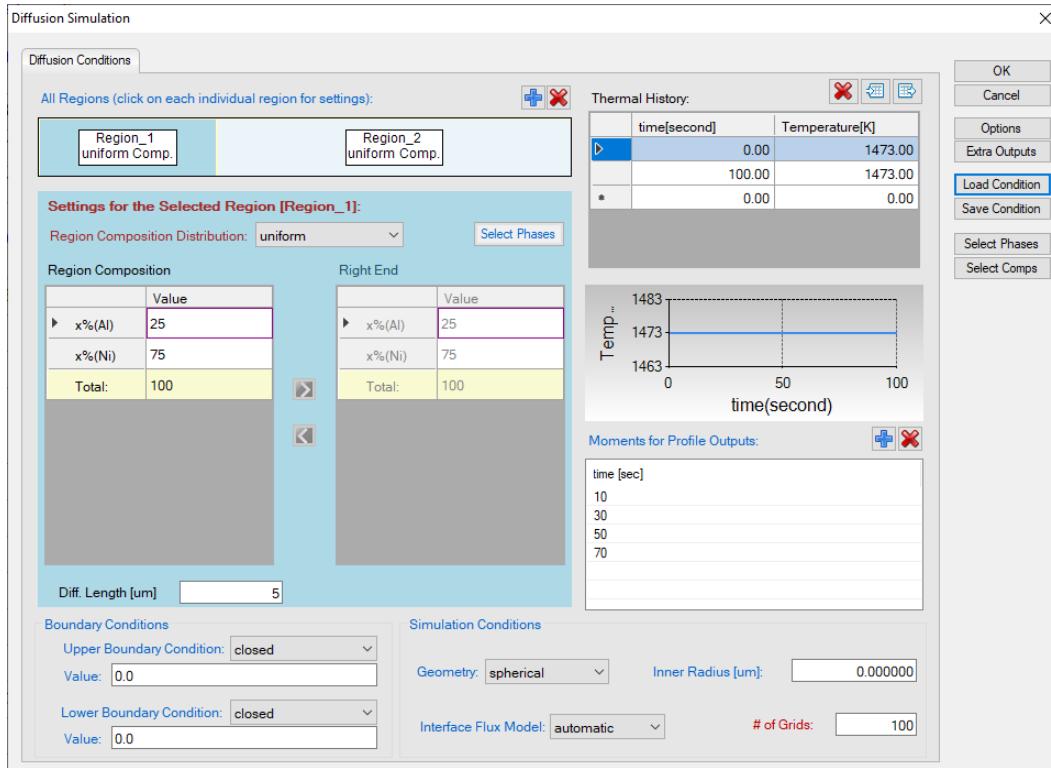 Diffusion Simulation
Diffusion Conditions
All Regions (click on each individual region for settings):
Region_1
uniform Comp.
Region_2
uniform Comp.
Settings for the Selected Region [Region_1]:
Region Composition Distribution: uniform
Select Phases
Region Composition
Value
x%(Al) 25
x%(Ni) 75
Total: 100
Right End
Value
x%(Al) 25
x%(Ni) 75
Total: 100
Diff. Length [um] 5
Boundary Conditions
Upper Boundary Condition: closed
Value: 0.0
Lower Boundary Condition: closed
Value: 0.0
Simulation Conditions
Geometry: spherical
Inner Radius [um]: 0.000000
Interface Flux Model: automatic
# of Grids: 100
Thermal History:
time[second] Temperature[K]
0.00 1473.00
100.00 1473.00
* 0.00 0.00
Temp...
1483
1473
1463
0 50 100
time(second)
Moments for Profile Outputs:
time [sec]
10
30
50
70
OK
Cancel
Options
Extra Outputs
Load Condition
Save Condition
Select Phases
Select Comps